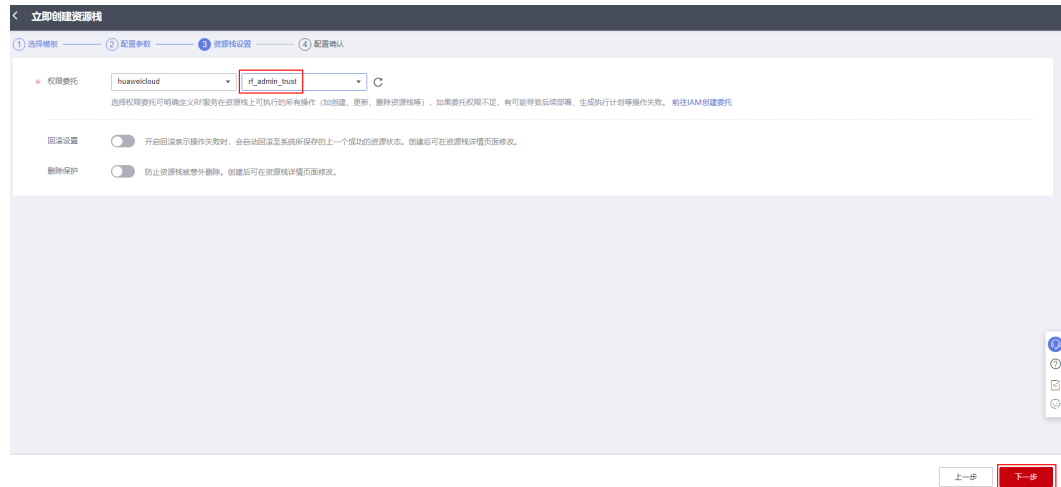 立即创建资源栈
1 选择模板 2 配置参数 3 资源栈设置 4 配置确认
* 权限委托 huaweicloud rf_admin_trust
选择权限委托可明确定义RF服务在资源栈上可执行的所有操作（如创建、更新、删除资源栈等），如果委托权限不足，有可能导致后续部署、生成执行计划等操作失败。 前往IAM创建委托
回滚设置 开启回滚表示操作失败时，会自动回滚至系统所保存的上一个成功的资源状态。创建后可在资源栈详情页面修改。
删除保护 防止资源栈被意外删除。创建后可在资源栈详情页面修改。
上一步 下一步